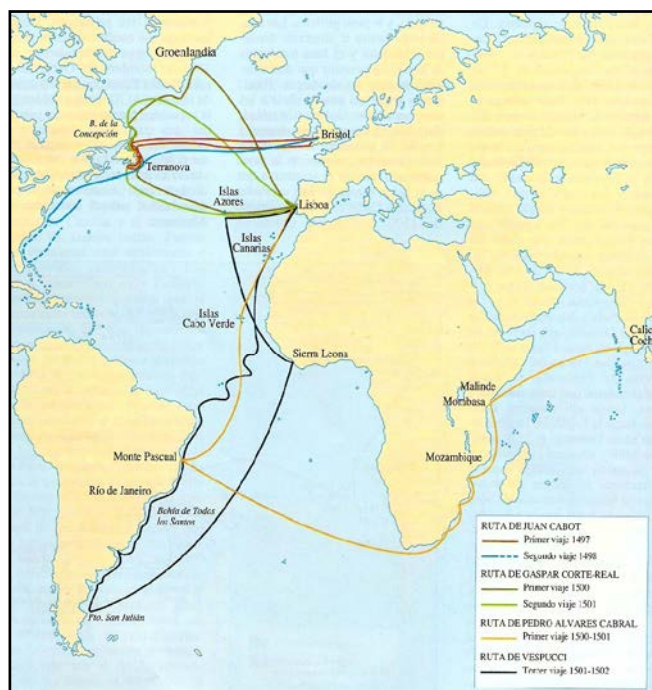 Groenlandia
B. de la
Concepción
Bristol
Terranova
Islas
Azores
Lisboa
Islas
Canarias
Islas
Cabo Verde
Sierra Leona
Calic
Coch
Malinde
Mombasa
Monte Pascual
Mozambique
Río de Janeiro
Bahía de Todos
los Santos
Pto. San Julián
RUTA DE JUAN CABOT
Primer viaje 1497
Segundo viaje 1498
RUTA DE GASPAR CORTE-REAL
Primer viaje 1500
Segundo viaje 1501
RUTA DE PEDRO ALVARES CABRAL
Primer viaje 1500-1501
RUTA DE VESPUCCI
Tercer viaje 1501-1502